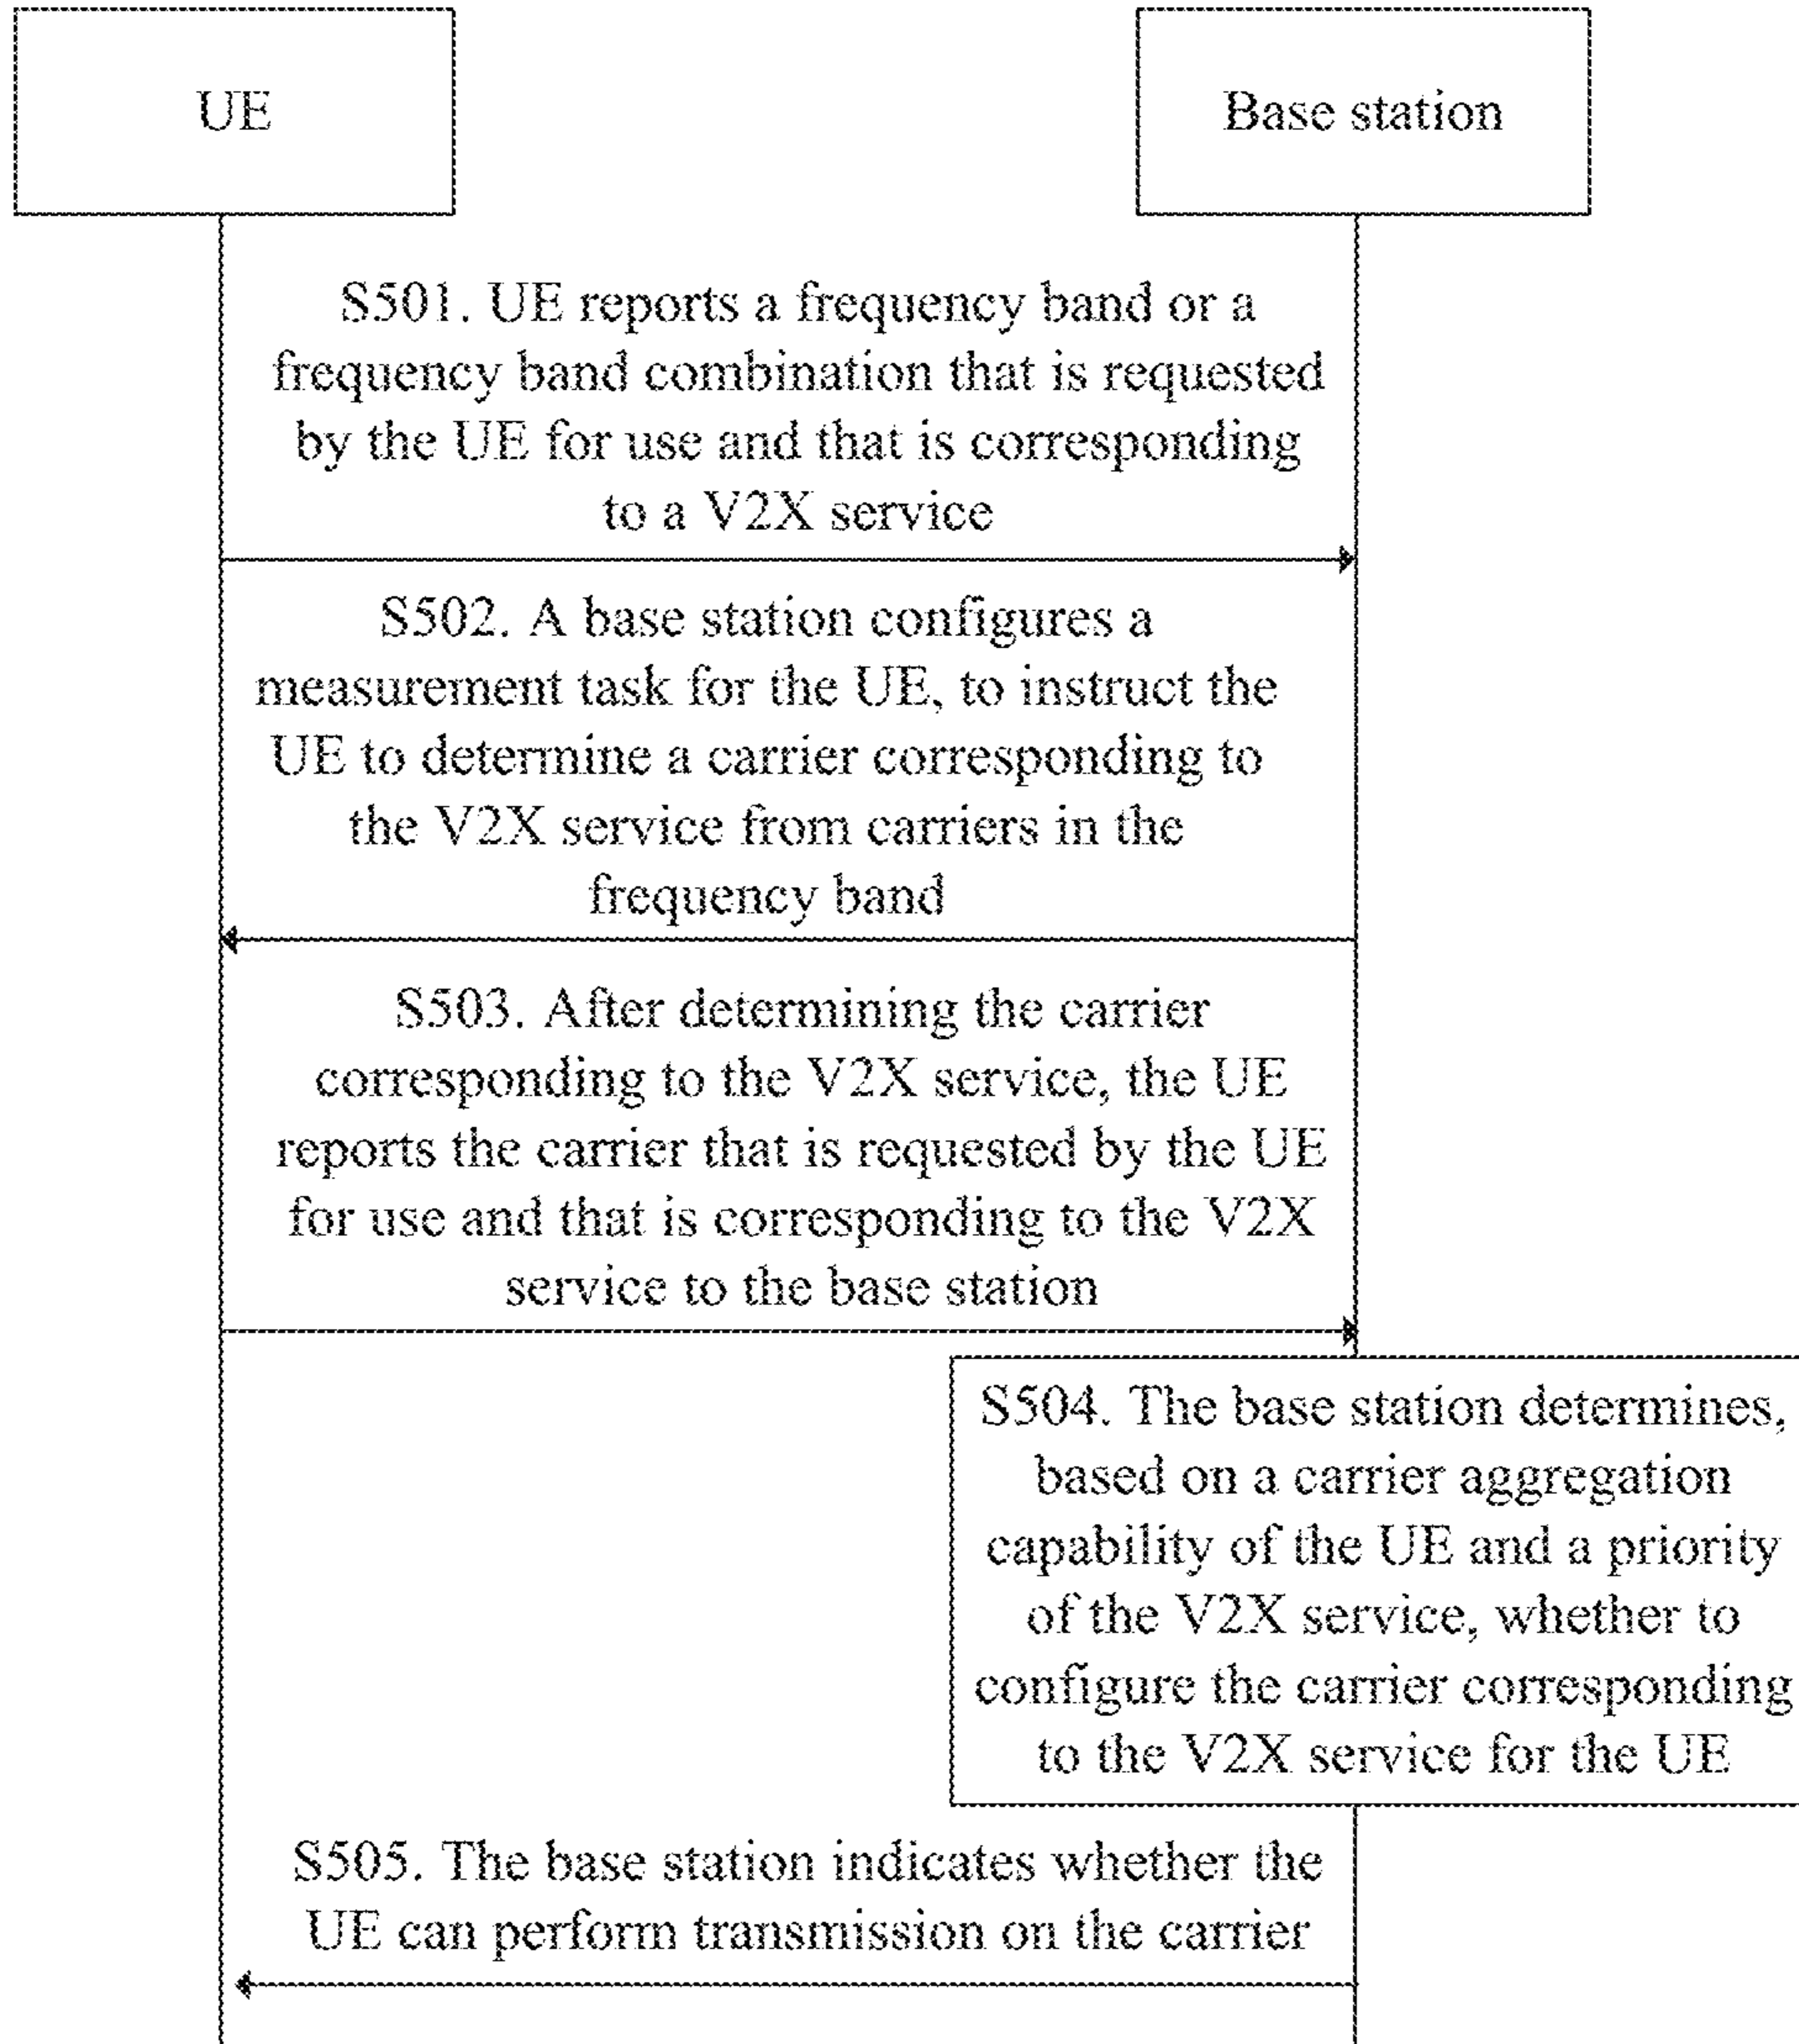 UE
Base station
S501. UE reports a frequency band or a
frequency band combination that is requested
by the UE for use and that is corresponding
to a V2X service
S502. A base station configures a
measurement task for the UE, to instruct the
UE to determine a carrier corresponding to
the V2X service from carriers in the
frequency band
S503. After determining the carrier
corresponding to the V2X service, the UE
reports the carrier that is requested by the UE
for use and that is corresponding to the V2X
service to the base station
S504. The base station determines,
based on a carrier aggregation
capability of the UE and a priority
of the V2X service, whether to
configure the carrier corresponding
to the V2X service for the UE
S505. The base station indicates whether the
UE can perform transmission on the carrier